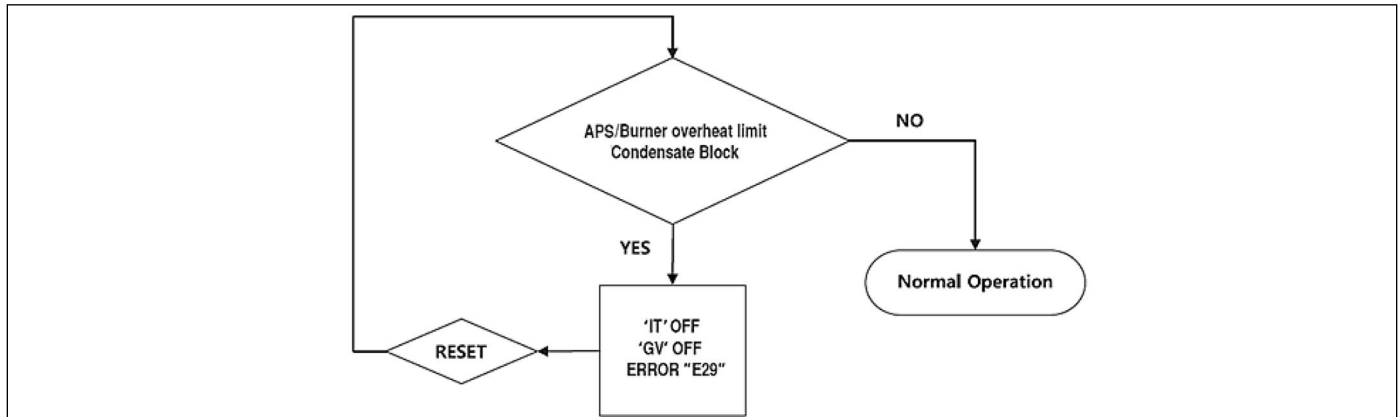 APS/Burner overheat limit
Condensate Block
NO
YES
Normal Operation
‘IT’ OFF
‘GV’ OFF
ERROR "E29"
RESET